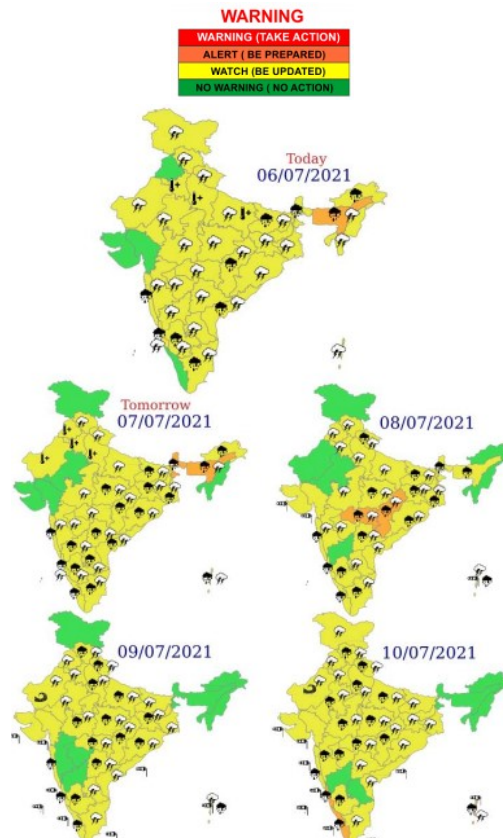 WARNING
WARNING (TAKE ACTION)
ALERT ( BE PREPARED)
WATCH (BE UPDATED)
NO WARNING ( NO ACTION)
Today
06/07/2021
Tomorrow
07/07/2021
08/07/2021
09/07/2021
10/07/2021